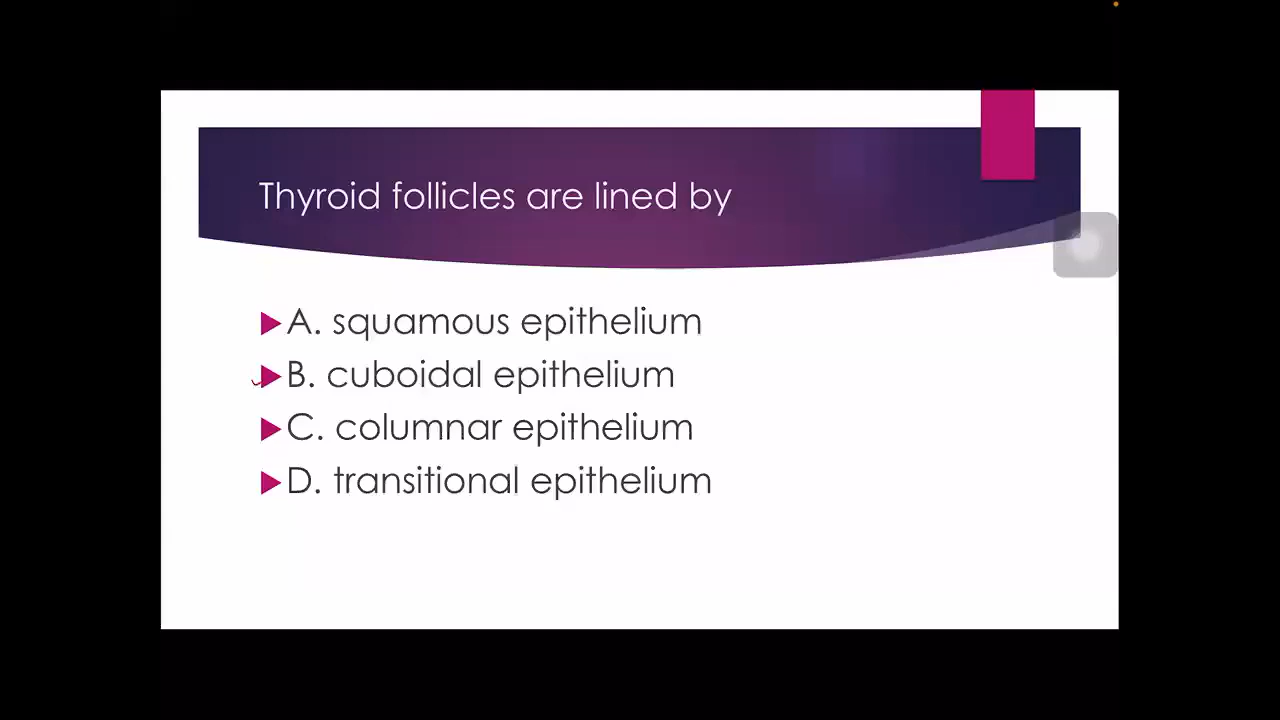 Thyroid follicles are lined by
A. squamous epithelium
B. cuboidal epithelium
C. columnar epithelium
D. transitional epithelium